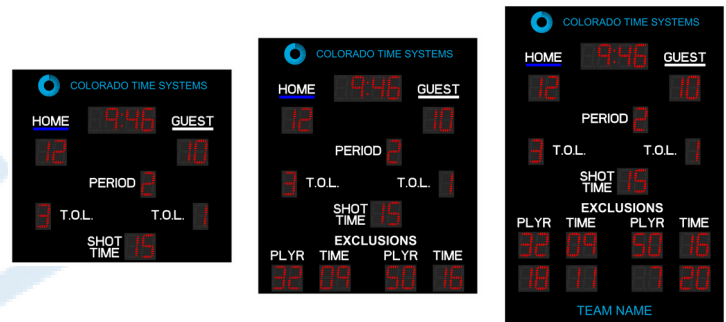 COLORADO TIME SYSTEMS
HOME 9:46 GUEST
12 10
PERIOD 2
3 T.O.L. T.O.L. 1
SHOT TIME 15
COLORADO TIME SYSTEMS
HOME 9:46 GUEST
12 10
PERIOD 2
3 T.O.L. T.O.L. 1
SHOT TIME 15
EXCLUSIONS
PLYR TIME PLYR TIME
32 09 50 16
COLORADO TIME SYSTEMS
HOME 9:46 GUEST
12 10
PERIOD 2
3 T.O.L. T.O.L. 1
SHOT TIME 15
EXCLUSIONS
PLYR TIME PLYR TIME
32 09 50 16
18 11 7 20
TEAM NAME